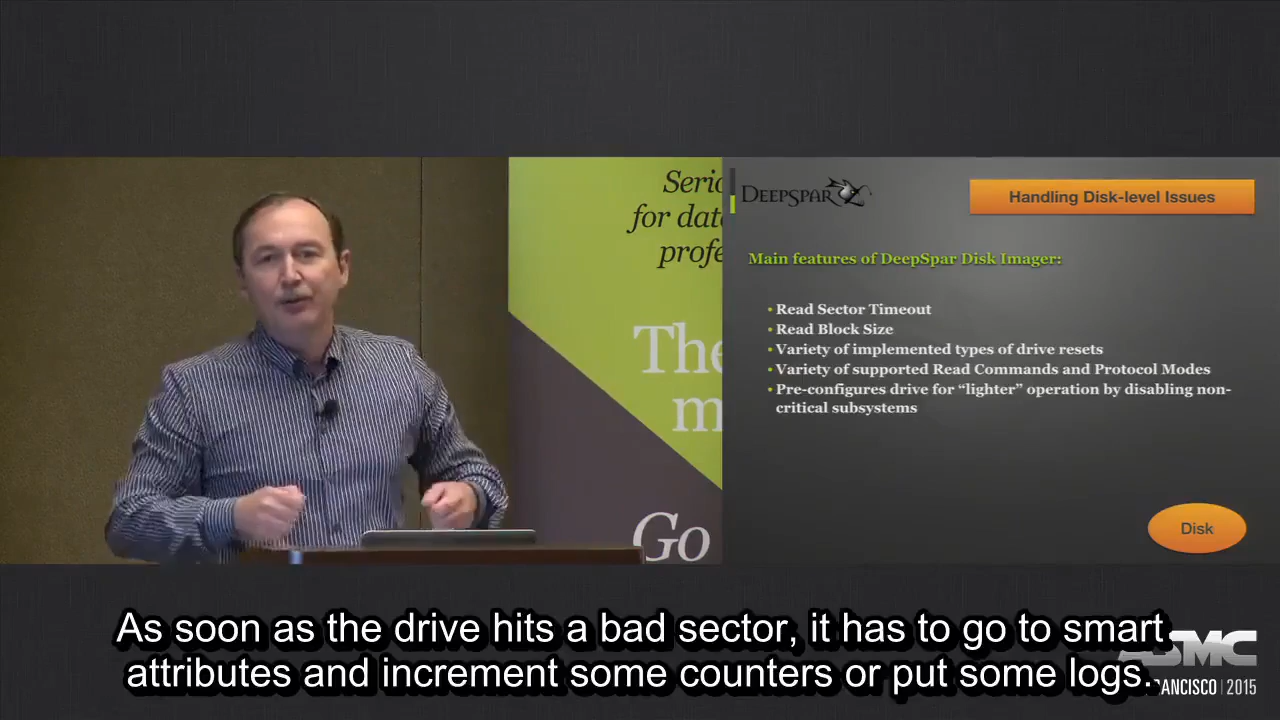 Serio
for data
profe
The
m
Go
DEEPSPAR
Handling Disk-level Issues
Main features of DeepSpar Disk Imager:
• Read Sector Timeout
• Read Block Size
• Variety of implemented types of drive resets
• Variety of supported Read Commands and Protocol Modes
• Pre-configures drive for “lighter” operation by disabling non-
critical subsystems
Disk
As soon as the drive hits a bad sector, it has to go to smart
attributes and increment some counters or put some logs.
SMC
FRANCISCO | 2015